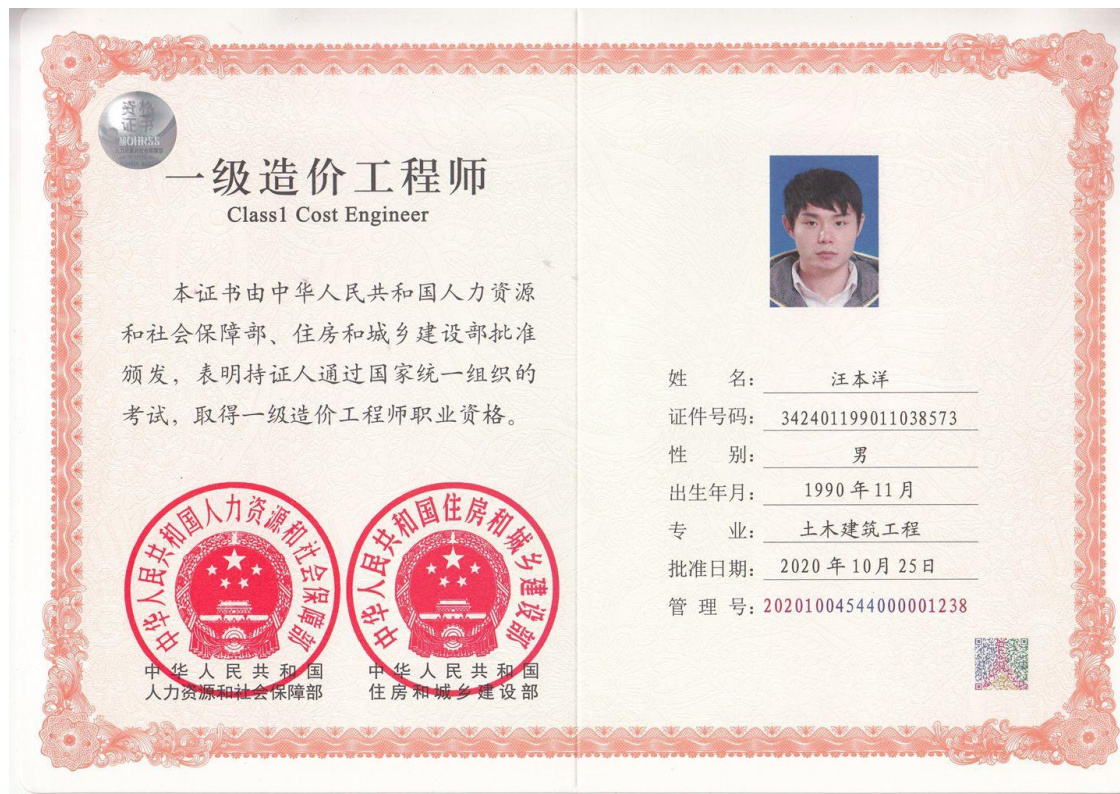 资格
证书
MOHRSS
一级造价工程师
Class1 Cost Engineer
本证书由中华人民共和国人力资源
和社会保障部、住房和城乡建设部批准
颁发，表明持证人通过国家统一组织的
考试，取得一级造价工程师职业资格。
中华人民共和国人力资源和社会保障部
中华人民共和国住房和城乡建设部
中华人民共和国
人力资源和社会保障部
中华人民共和国
住房和城乡建设部
姓 名：汪本洋
证件号码：342401199011038573
性 别：男
出生年月：1990年11月
专 业：土木建筑工程
批准日期：2020年10月25日
管 理 号：20201004544000001238